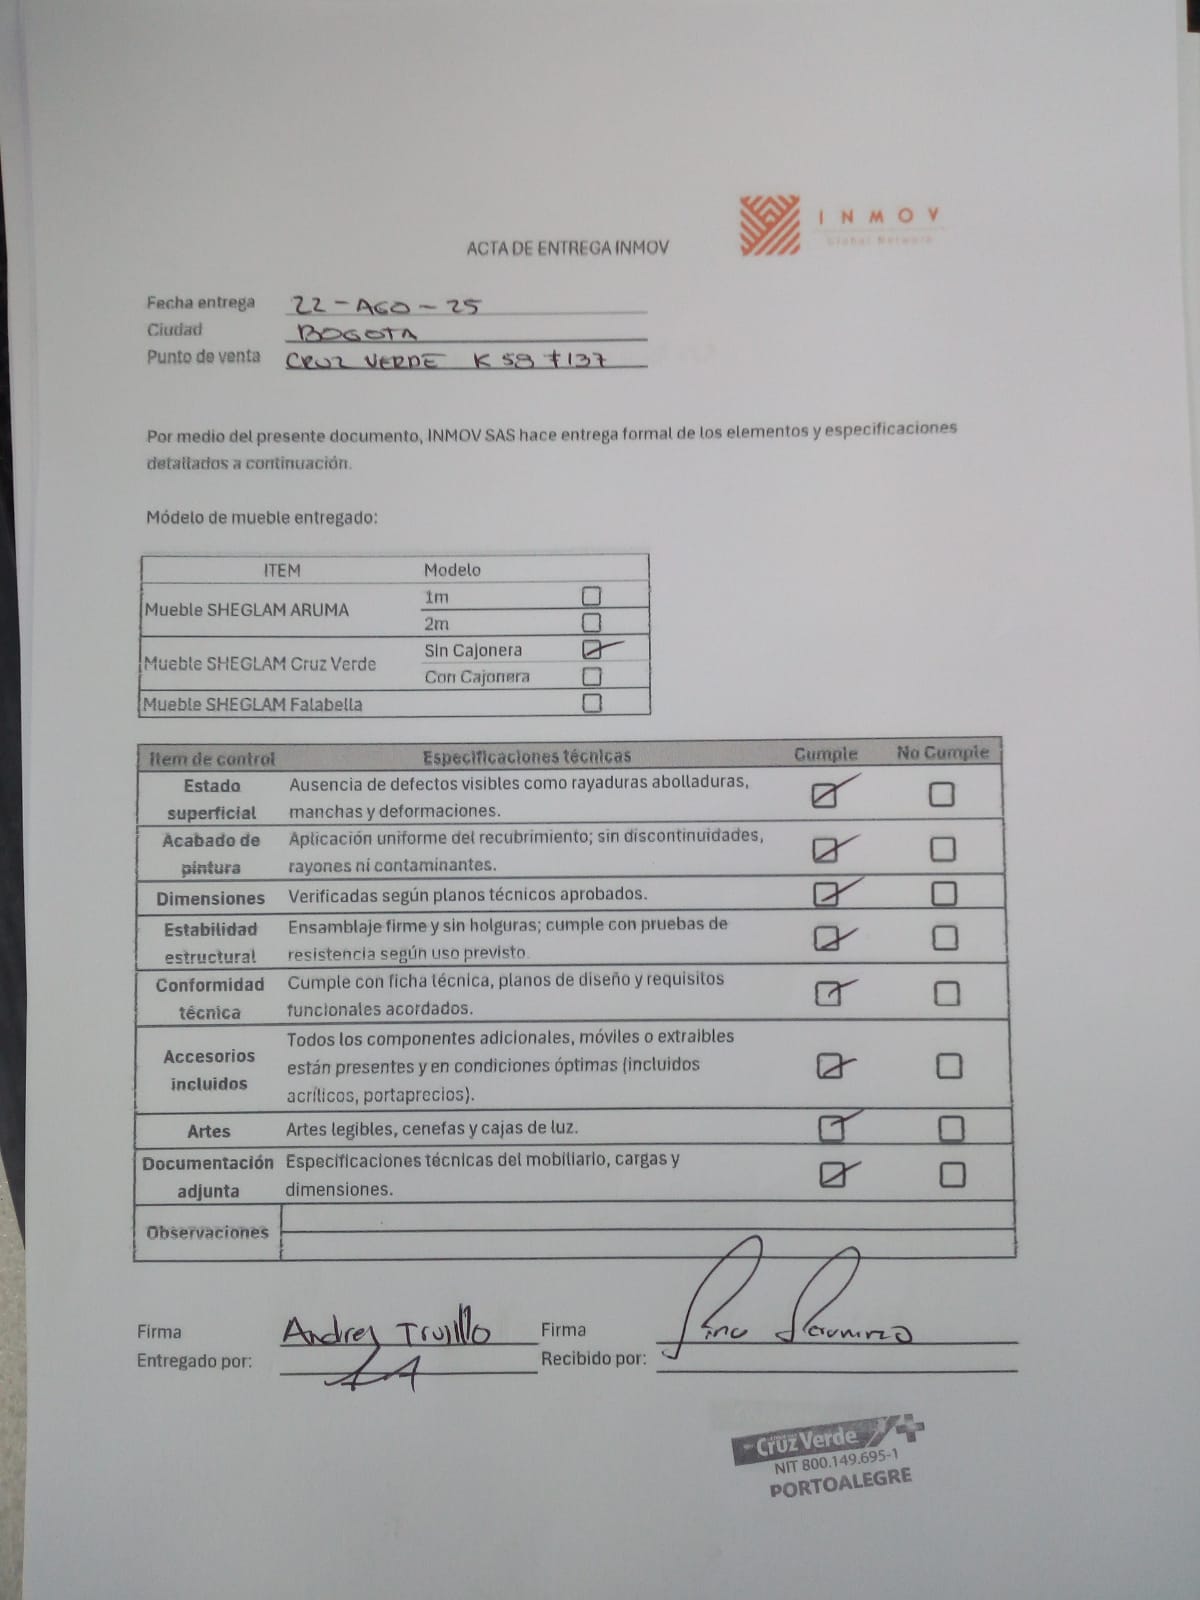 INMOV
Global Network
ACTA DE ENTREGA INMOV
Fecha entrega 22-AGO-25
Ciudad BOGOTA
Punto de venta CRUZ VERDE K 59 #137
Por medio del presente documento, INMOV SAS hace entrega formal de los elementos y especificaciones
detallados a continuación.
Módelo de mueble entregado:
ITEM Modelo
Mueble SHEGLAM ARUMA 1m
2m
Mueble SHEGLAM Cruz Verde Sin Cajonera
Con Cajonera
Mueble SHEGLAM Falabella
Item de control Especificaciones técnicas Cumple No Cumple
Estado superficial Ausencia de defectos visibles como rayaduras abolladuras,
manchas y deformaciones.
Acabado de pintura Aplicación uniforme del recubrimiento; sin discontinuidades,
rayones ni contaminantes.
Dimensiones Verificadas según planos técnicos aprobados.
Estabilidad estructural Ensamblaje firme y sin holguras; cumple con pruebas de
resistencia según uso previsto.
Conformidad técnica Cumple con ficha técnica, planos de diseño y requisitos
funcionales acordados.
Accesorios incluidos Todos los componentes adicionales, móviles o extraibles
están presentes y en condiciones óptimas (incluidos
acrílicos, portaprecios).
Artes Artes legibles, cenefas y cajas de luz.
Documentación adjunta Especificaciones técnicas del mobiliario, cargas y
dimensiones.
Observaciones
Firma Andres Trujillo Firma
Entregado por: Recibido por:
Cruz Verde
NIT 800.149.695-1
PORTOALEGRE